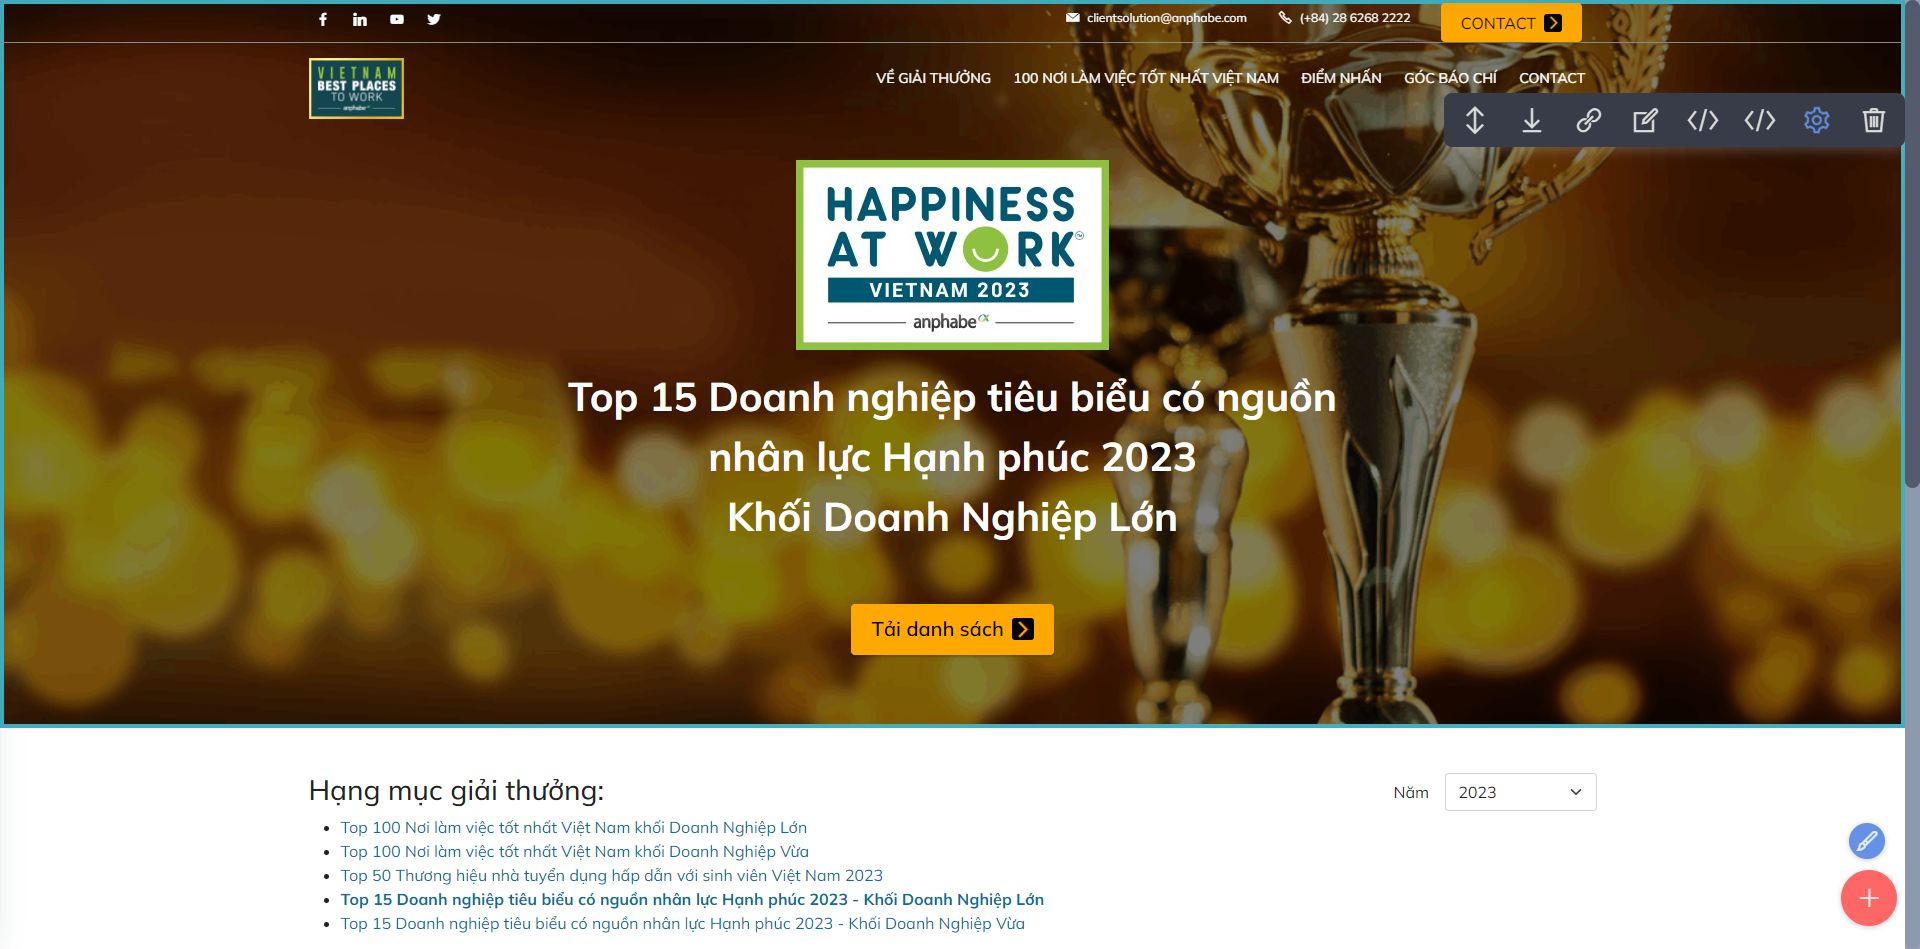 clientsolution@anphabe.com (+84) 28 6268 2222 CONTACT
VIETNAM
BEST PLACES
TO WORK
anphabe
VỀ GIẢI THƯỞNG 100 NƠI LÀM VIỆC TỐT NHẤT VIỆT NAM ĐIỂM NHẤN GÓC BÁO CHÍ CONTACT
HAPPINESS
AT WORK™
VIETNAM 2023
anphabe
Top 15 Doanh nghiệp tiêu biểu có nguồn
nhân lực Hạnh phúc 2023
Khối Doanh Nghiệp Lớn
Tải danh sách
Hạng mục giải thưởng:
Năm 2023
Top 100 Nơi làm việc tốt nhất Việt Nam khối Doanh Nghiệp Lớn
Top 100 Nơi làm việc tốt nhất Việt Nam khối Doanh Nghiệp Vừa
Top 50 Thương hiệu nhà tuyển dụng hấp dẫn với sinh viên Việt Nam 2023
Top 15 Doanh nghiệp tiêu biểu có nguồn nhân lực Hạnh phúc 2023 - Khối Doanh Nghiệp Lớn
Top 15 Doanh nghiệp tiêu biểu có nguồn nhân lực Hạnh phúc 2023 - Khối Doanh Nghiệp Vừa